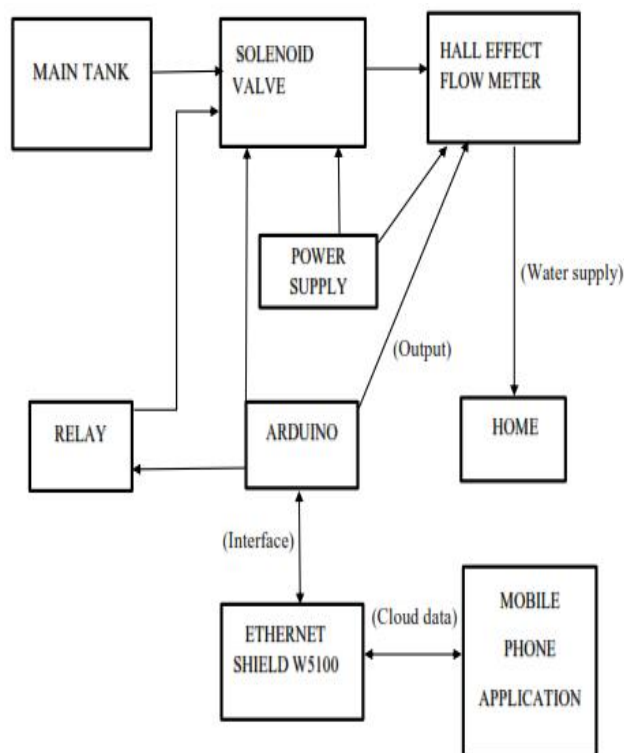 MAIN TANK
SOLENOID
VALVE
HALL EFFECT
FLOW METER
POWER
SUPPLY
(Water supply)
(Output)
RELAY
ARDUINO
HOME
(Interface)
(Cloud data)
ETHERNET
SHIELD W5100
MOBILE
PHONE
APPLICATION